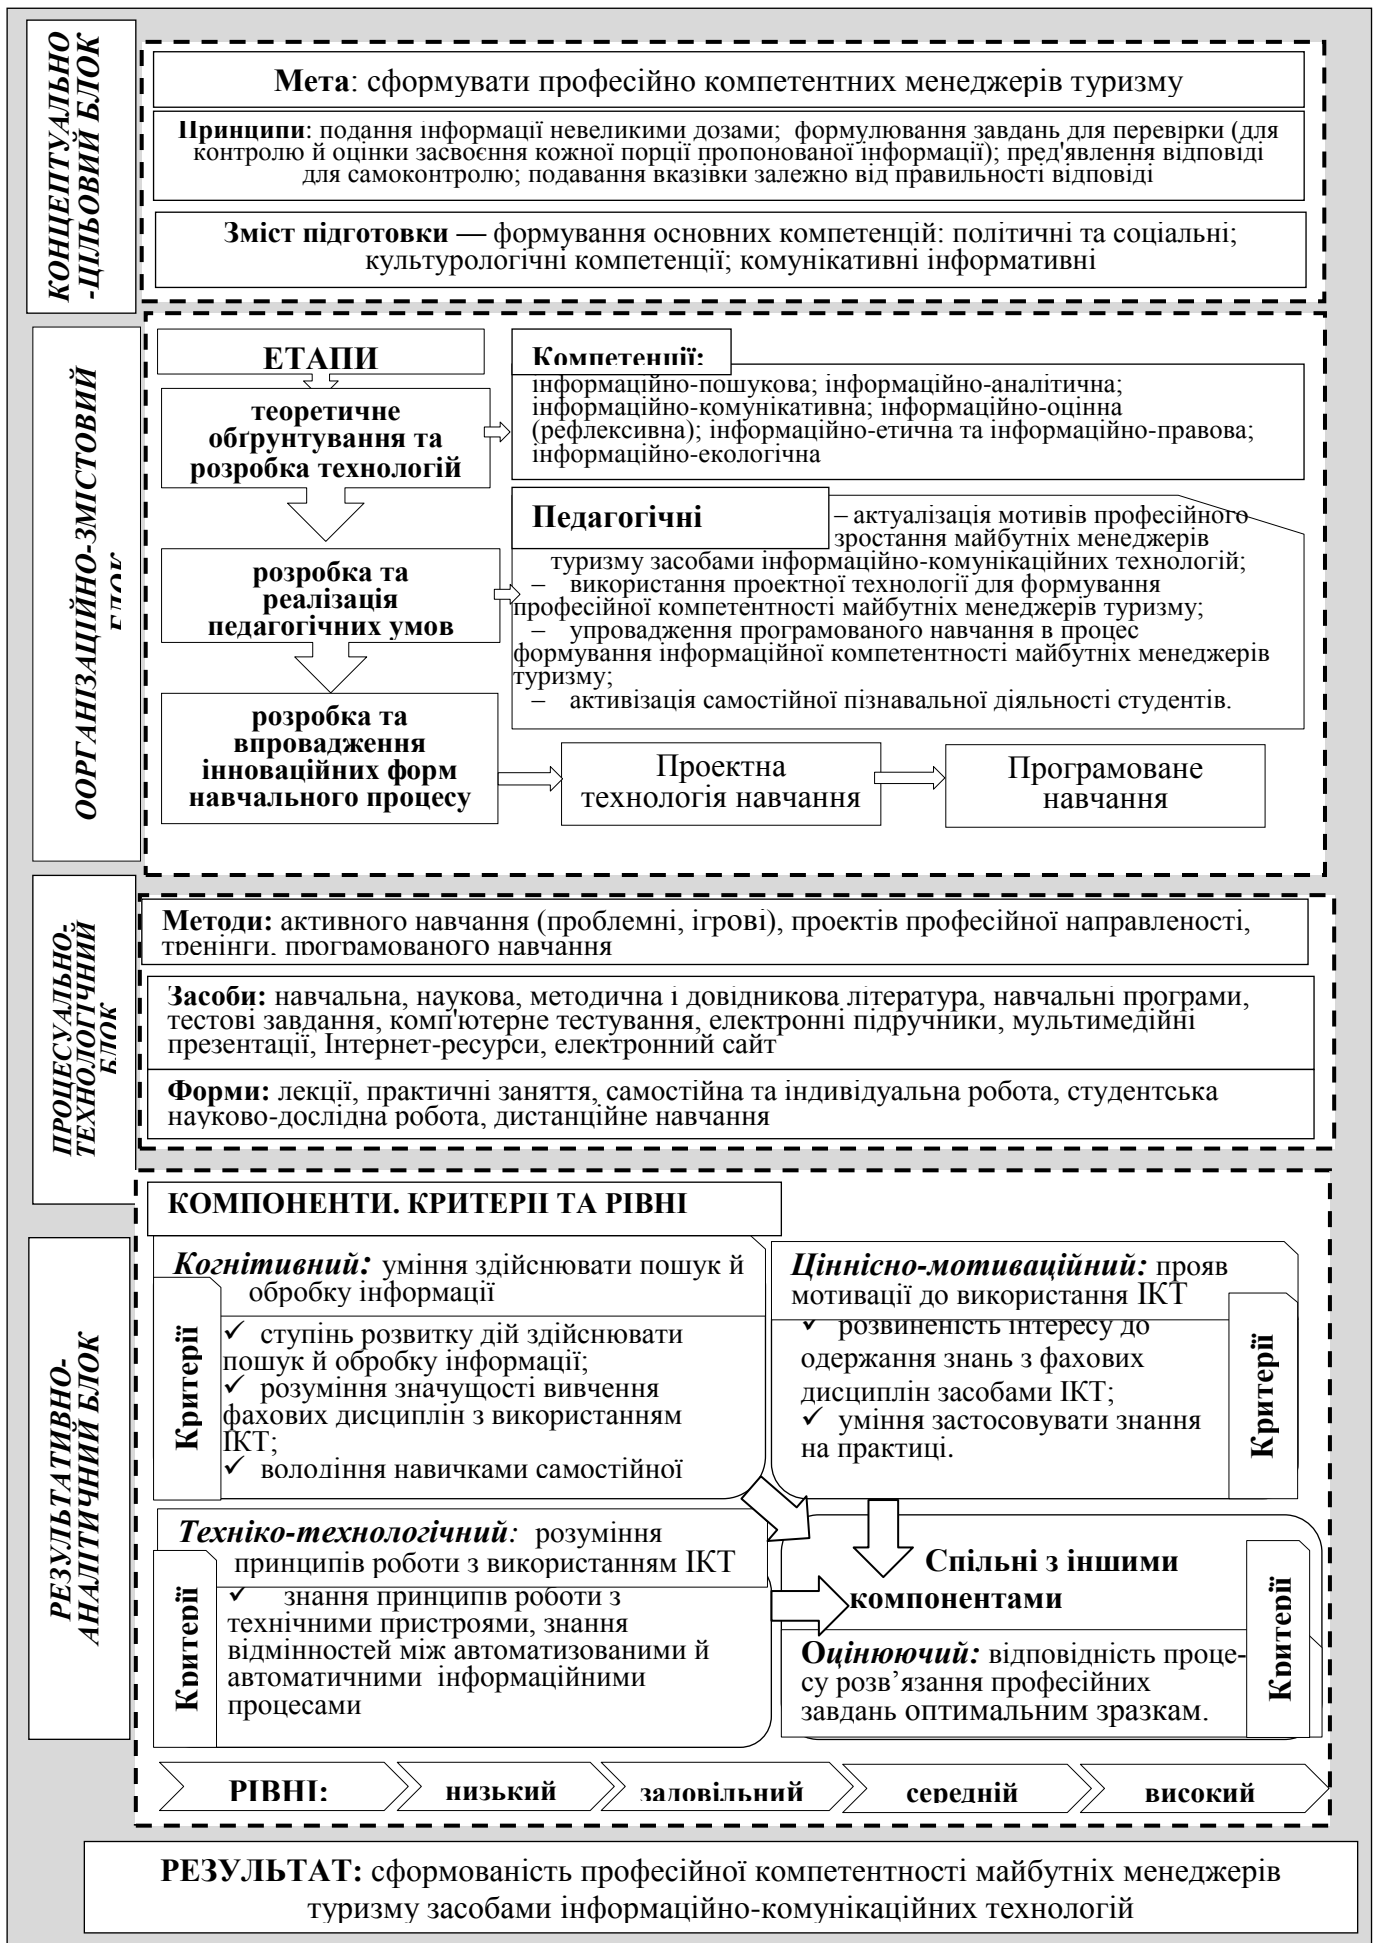 КОНЦЕПТУАЛЬНО
-ЦІЛЬОВИЙ БЛОК
Мета: сформувати професійно компетентних менеджерів туризму
Принципи: подання інформації невеликими дозами; формулювання завдань для перевірки (для
контролю й оцінки засвоєння кожної порції пропонованої інформації); пред'явлення відповіді
для самоконтролю; подавання вказівки залежно від правильності відповіді
Зміст підготовки — формування основних компетенцій: політичні та соціальні;
культурологічні компетенції; комунікативні інформативні
ООРГАНІЗАЦІЙНО-ЗМІСТОВИЙ
БЛОК
ЕТАПИ
теоретичне
обґрунтування та
розробка технологій
Компетенції:
інформаційно-пошукова; інформаційно-аналітична;
інформаційно-комунікативна; інформаційно-оцінна
(рефлексивна); інформаційно-етична та інформаційно-правова;
інформаційно-екологічна
розробка та
реалізація
педагогічних умов
Педагогічні
– актуалізація мотивів професійного
зростання майбутніх менеджерів
туризму засобами інформаційно-комунікаційних технологій;
– використання проектної технології для формування
професійної компетентності майбутніх менеджерів туризму;
– упровадження програмованого навчання в процес
формування інформаційної компетентності майбутніх менеджерів
туризму;
– активізація самостійної пізнавальної діяльності студентів.
розробка та
впровадження
інноваційних форм
навчального процесу
Проектна
технологія навчання
Програмоване
навчання
ПРОЦЕСУАЛЬНО-
ТЕХНОЛОГІЧНИЙ
БЛОК
Методи: активного навчання (проблемні, ігрові), проектів професійної направленості,
тренінги, програмованого навчання
Засоби: навчальна, наукова, методична і довідникова література, навчальні програми,
тестові завдання, комп'ютерне тестування, електронні підручники, мультимедійні
презентації, Інтернет-ресурси, електронний сайт
Форми: лекції, практичні заняття, самостійна та індивідуальна робота, студентська
науково-дослідна робота, дистанційне навчання
РЕЗУЛЬТАТИВНО-
АНАЛІТИЧНИЙ БЛОК
КОМПОНЕНТИ. КРИТЕРІЇ ТА РІВНІ
Когнітивний: уміння здійснювати пошук й
обробку інформації
Критерії
✓ ступінь розвитку дій здійснювати
пошук й обробку інформації;
✓ розуміння значущості вивчення
фахових дисциплін з використанням
ІКТ;
✓ володіння навичками самостійної
Ціннісно-мотиваційний: прояв
мотивації до використання ІКТ
✓ розвиненість інтересу до
одержання знань з фахових
дисциплін засобами ІКТ;
✓ уміння застосовувати знання
на практиці.
Критерії
Техніко-технологічний: розуміння
принципів роботи з використанням ІКТ
Критерії
✓ знання принципів роботи з
технічними пристроями, знання
відмінностей між автоматизованими й
автоматичними інформаційними
процесами
Спільні з іншими
компонентами
Оцінюючий: відповідність проце-
су розв’язання професійних
завдань оптимальним зразкам.
Критерії
РІВНІ:
низький
задовільний
середній
високий
РЕЗУЛЬТАТ: сформованість професійної компетентності майбутніх менеджерів
туризму засобами інформаційно-комунікаційних технологій